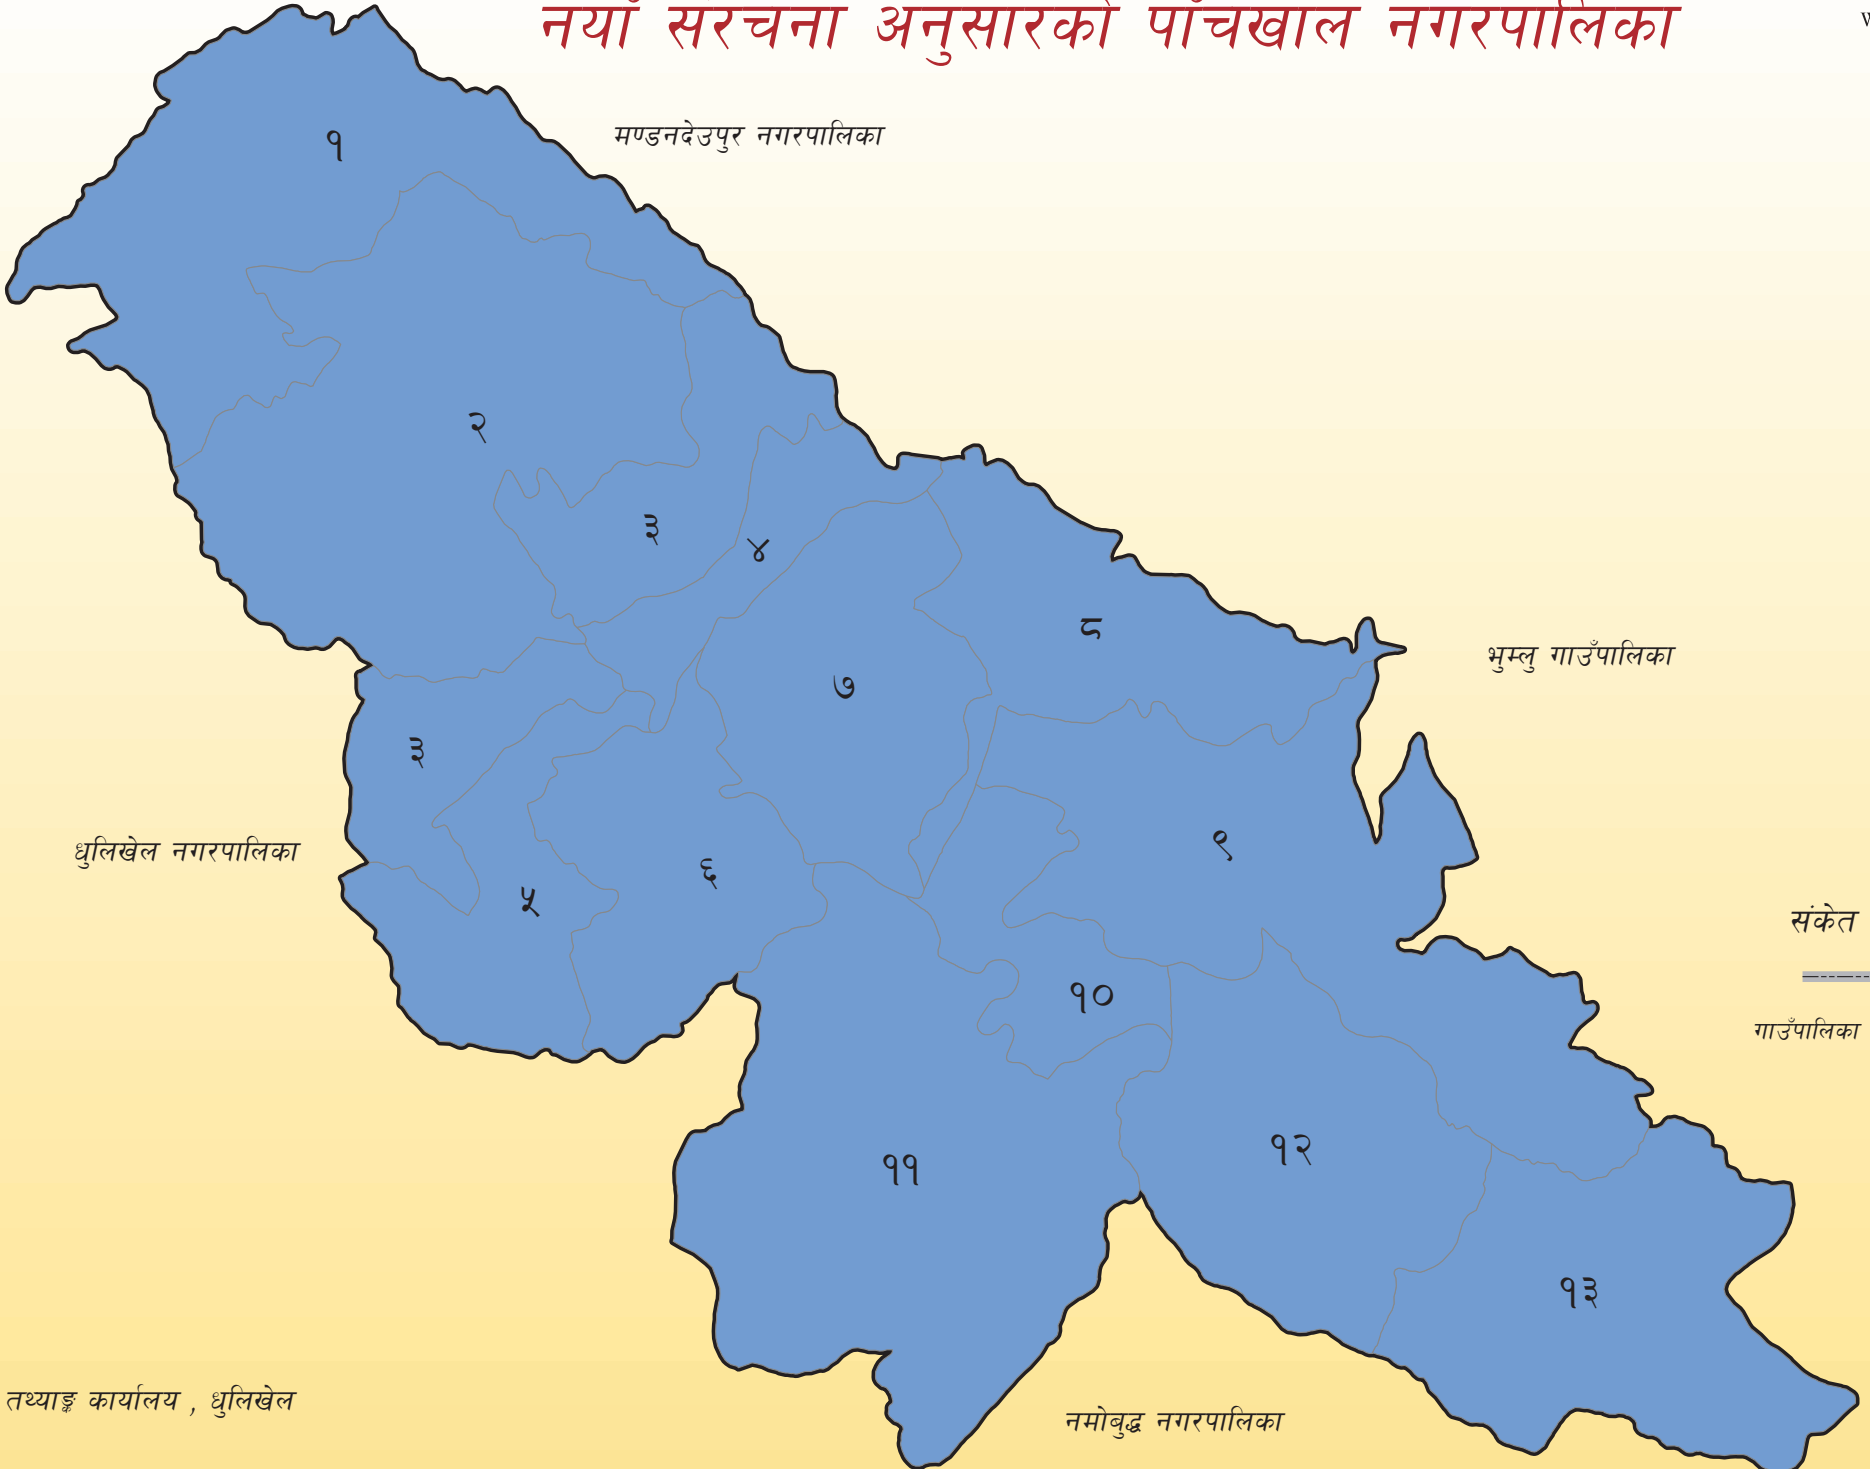 नयाँ सरचना अनुसारको पाँचखाल नगरपालिका
मण्डनदेउपुर नगरपालिका
१
२
३
४
८
भुम्लु गाउँपालिका
७
३
धुलिखेल नगरपालिका
९
६
५
संकेत
१०
गाउँपालिका
१२
११
१३
तथ्याङ्क कार्यालय , धुलिखेल
नमोबुद्ध नगरपालिका